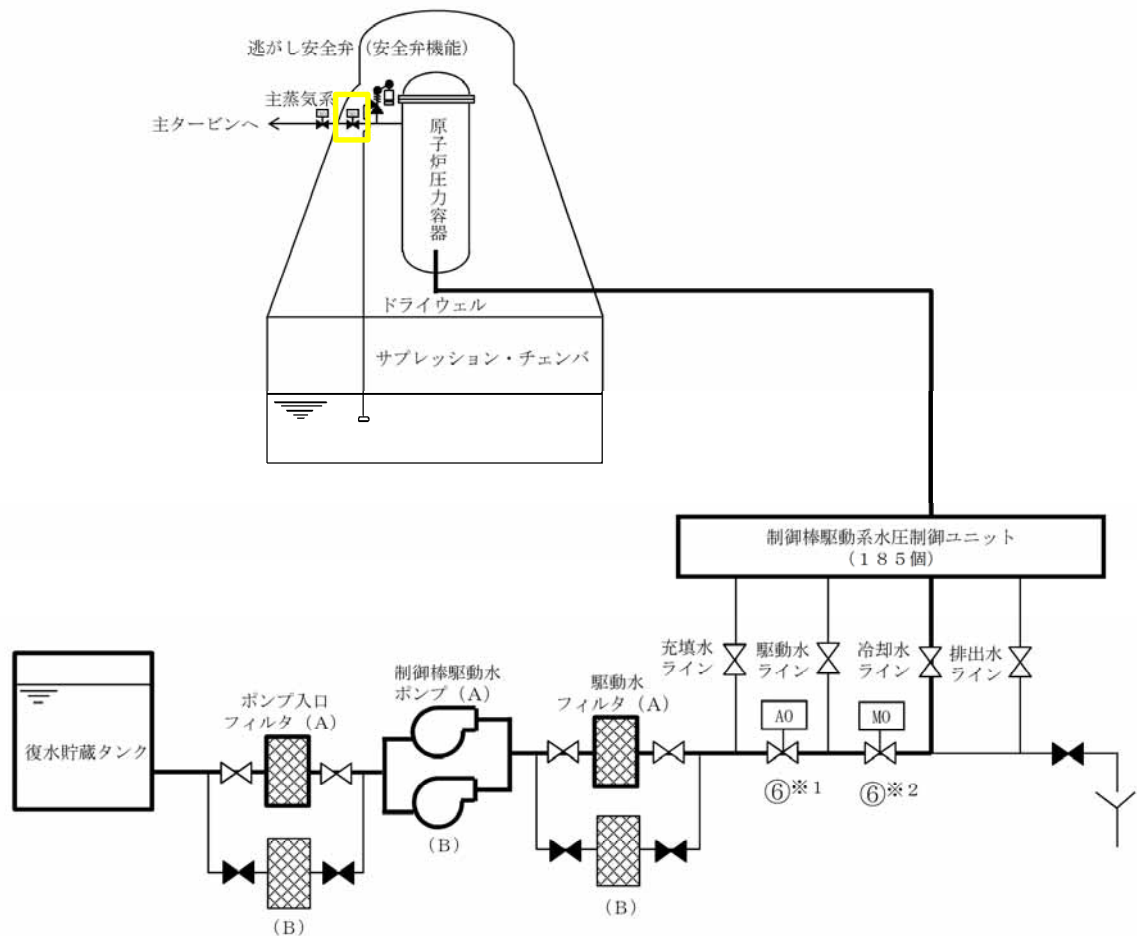 逃がし安全弁（安全弁機能）
主蒸気系
主タービンへ
原子炉圧力容器
ドライウェル
サプレッション・チェンバ
制御棒駆動系水圧制御ユニット
（１８５個）
充填水
ライン
駆動水
ライン
冷却水
ライン
排出水
ライン
制御棒駆動水
ポンプ（A）
駆動水
フィルタ（A）
ポンプ入口
フィルタ（A）
AO
MO
復水貯蔵タンク
⑥※1
⑥※2
（B）
（B）
（B）